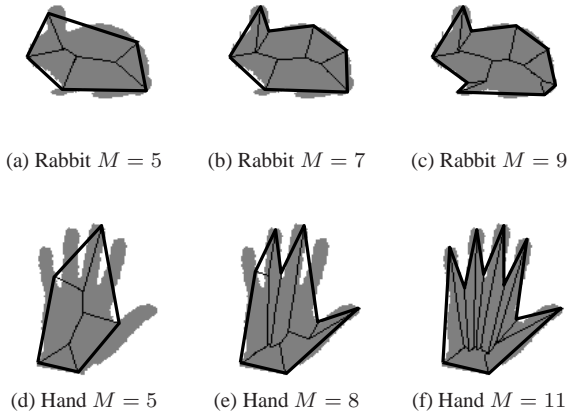 (a) Rabbit M = 5
(b) Rabbit M = 7
(c) Rabbit M = 9
(d) Hand M = 5
(e) Hand M = 8
(f) Hand M = 11